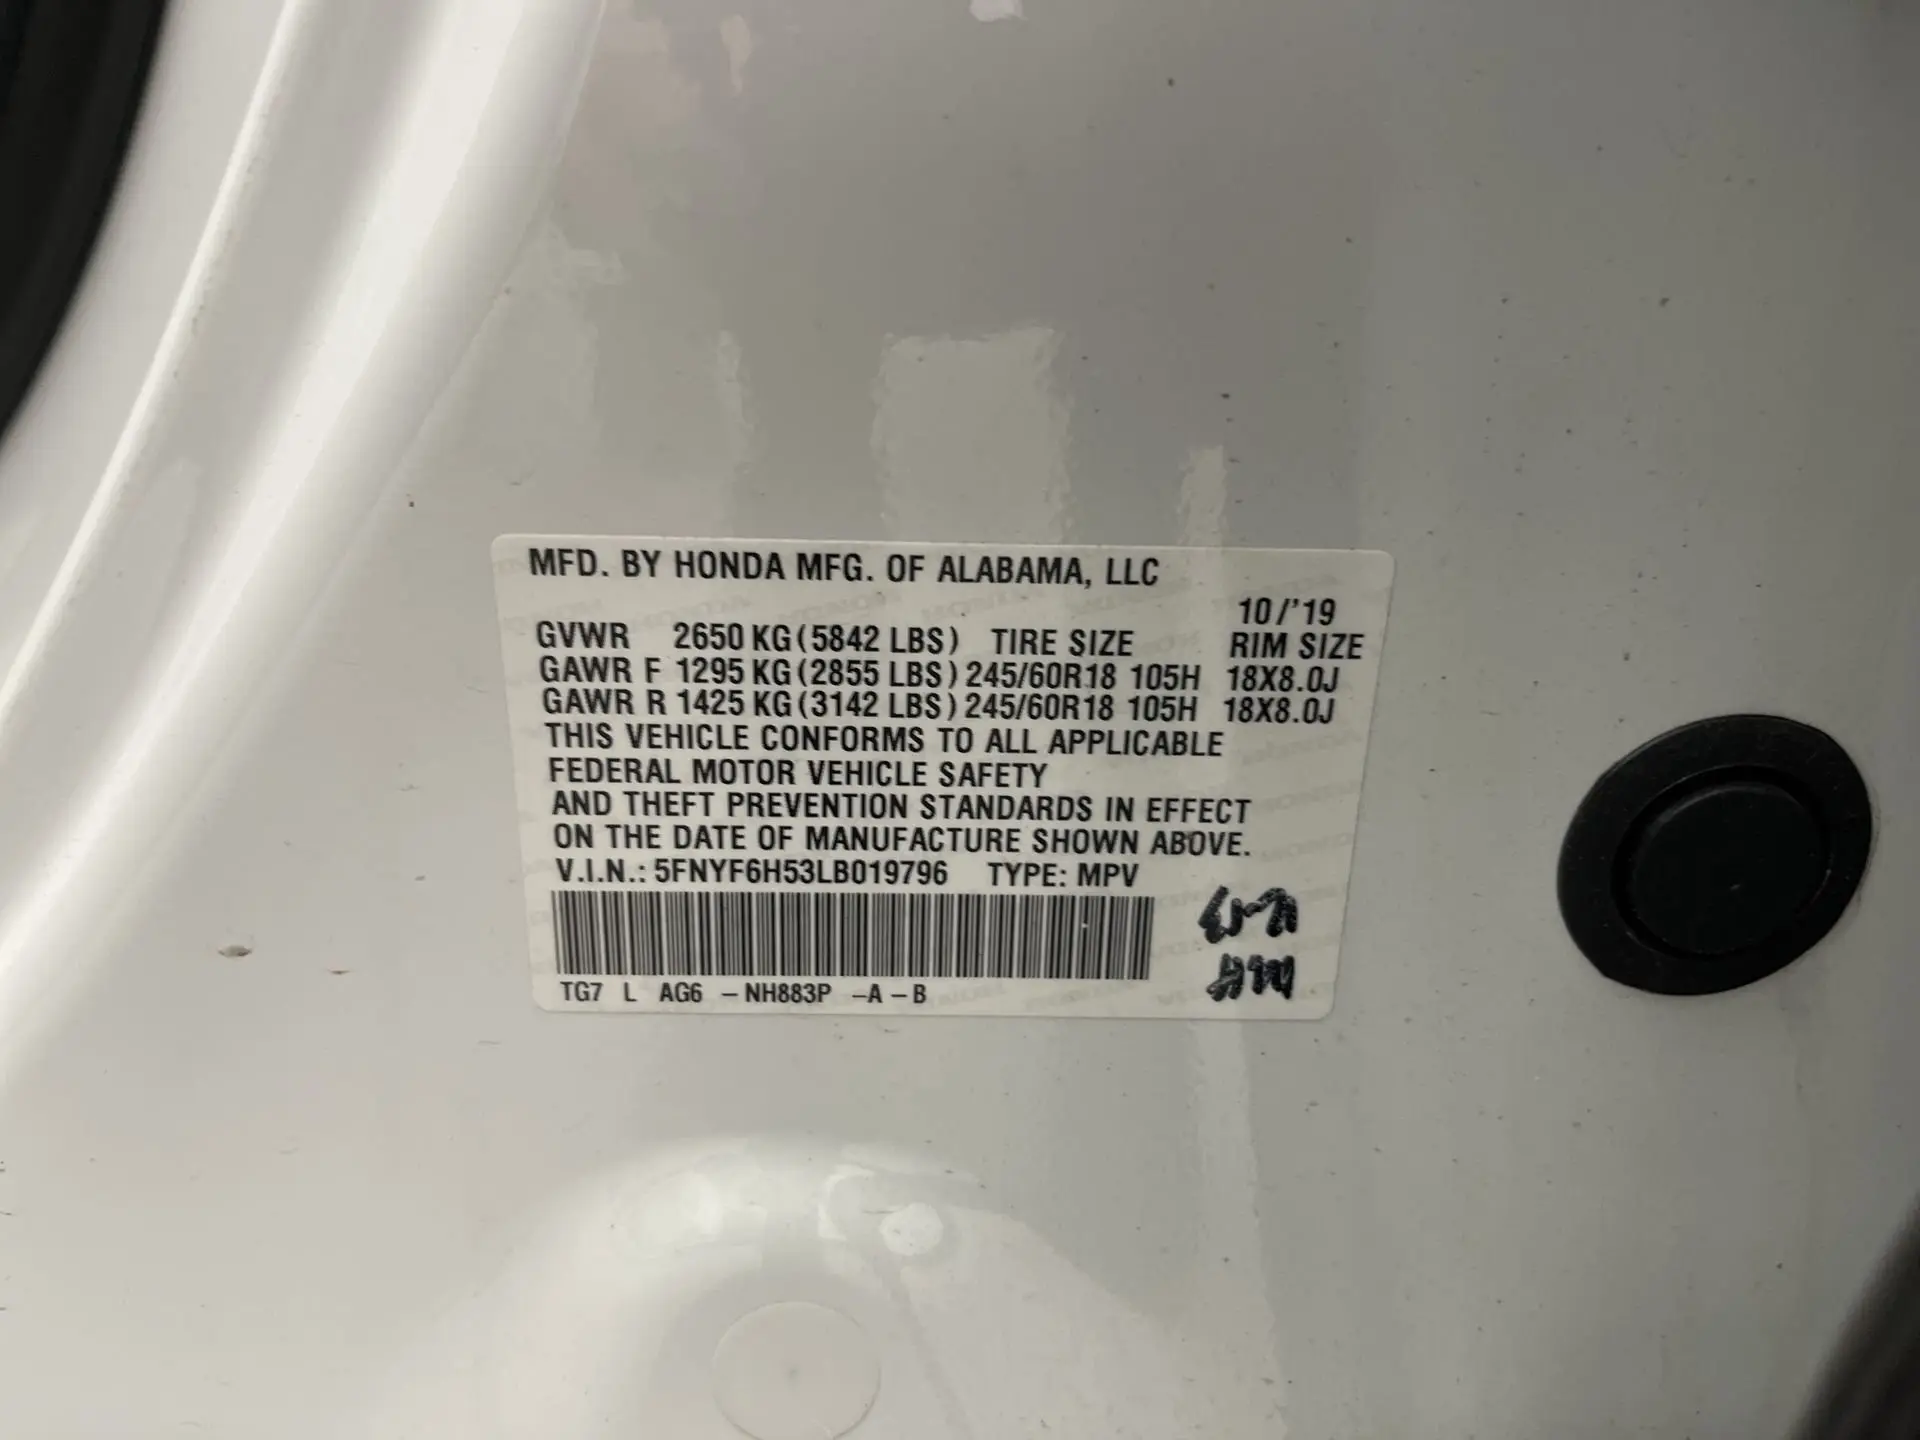 MFD. BY HONDA MFG. OF ALABAMA, LLC
10/'19
GVWR 2650 KG (5842 LBS) TIRE SIZE RIM SIZE
GAWR F 1295 KG (2855 LBS) 245/60R18 105H 18X8.0J
GAWR R 1425 KG (3142 LBS) 245/60R18 105H 18X8.0J
THIS VEHICLE CONFORMS TO ALL APPLICABLE
FEDERAL MOTOR VEHICLE SAFETY
AND THEFT PREVENTION STANDARDS IN EFFECT
ON THE DATE OF MANUFACTURE SHOWN ABOVE.
V.I.N.: 5FNYF6H53LB019796 TYPE: MPV
TG7 L AG6 – NH883P –A – B